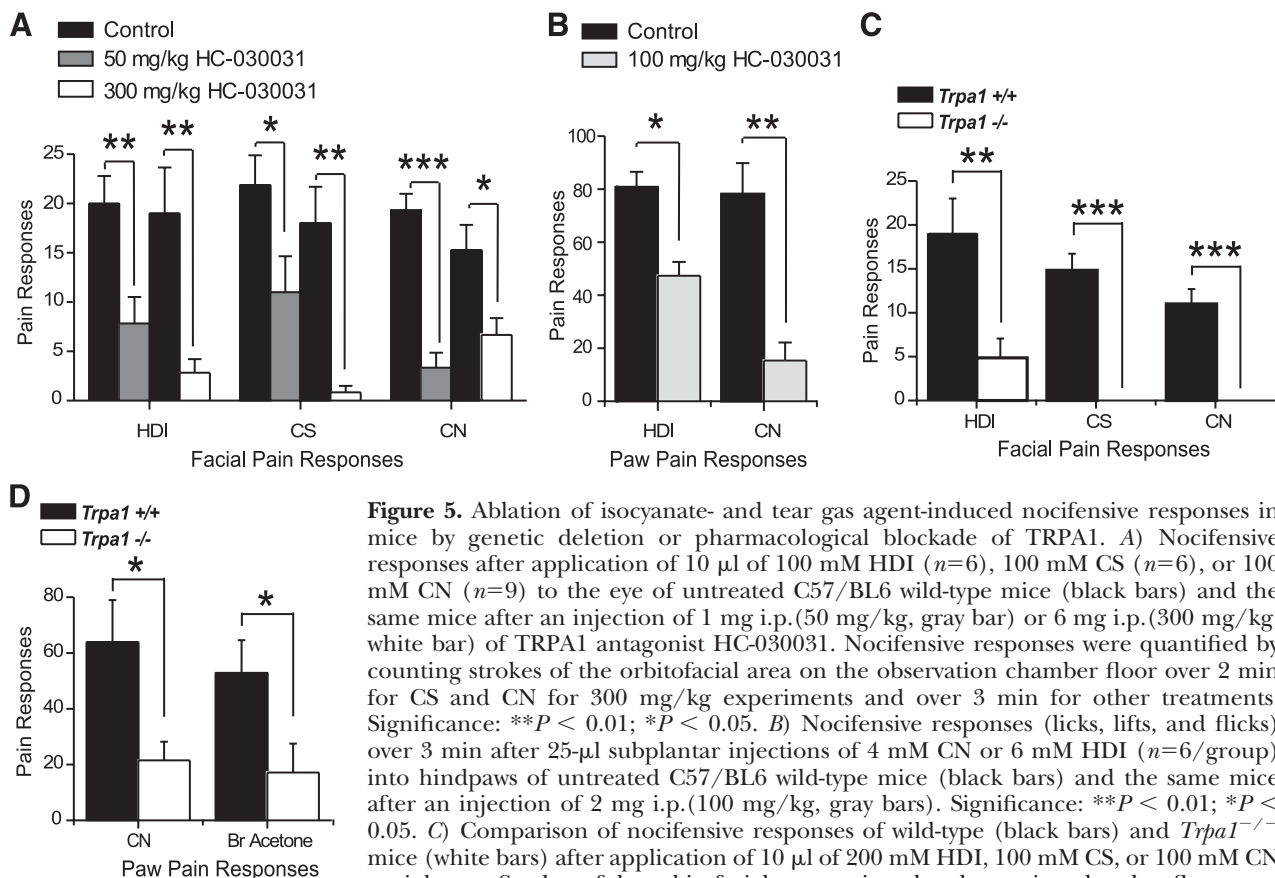 A
Control
50 mg/kg HC-030031
300 mg/kg HC-030031
** ** * ** *** *
25
20
15
10
5
0
Pain Responses
HDI CS CN
Facial Pain Responses
B
Control
100 mg/kg HC-030031
* **
100
80
60
40
20
0
Pain Responses
HDI CN
Paw Pain Responses
C
Trpa1 +/+
Trpa1 -/-
** *** ***
25
20
15
10
5
0
Pain Responses
HDI CS CN
Facial Pain Responses
D
Trpa1 +/+
Trpa1 -/-
* *
80
60
40
20
0
Pain Responses
CN Br Acetone
Paw Pain Responses
Figure 5. Ablation of isocyanate- and tear gas agent-induced nocifensive responses in
mice by genetic deletion or pharmacological blockade of TRPA1. A) Nocifensive
responses after application of 10 μl of 100 mM HDI (n=6), 100 mM CS (n=6), or 100
mM CN (n=9) to the eye of untreated C57/BL6 wild-type mice (black bars) and the
same mice after an injection of 1 mg i.p.(50 mg/kg, gray bar) or 6 mg i.p.(300 mg/kg,
white bar) of TRPA1 antagonist HC-030031. Nocifensive responses were quantified by
counting strokes of the orbitofacial area on the observation chamber floor over 2 min
for CS and CN for 300 mg/kg experiments and over 3 min for other treatments.
Significance: **P < 0.01; *P < 0.05. B) Nocifensive responses (licks, lifts, and flicks)
over 3 min after 25-μl subplantar injections of 4 mM CN or 6 mM HDI (n=6/group)
into hindpaws of untreated C57/BL6 wild-type mice (black bars) and the same mice
after an injection of 2 mg i.p.(100 mg/kg, gray bars). Significance: **P < 0.01; *P <
0.05. C) Comparison of nocifensive responses of wild-type (black bars) and Trpa1−/−
mice (white bars) after application of 10 μl of 200 mM HDI, 100 mM CS, or 100 mM CN